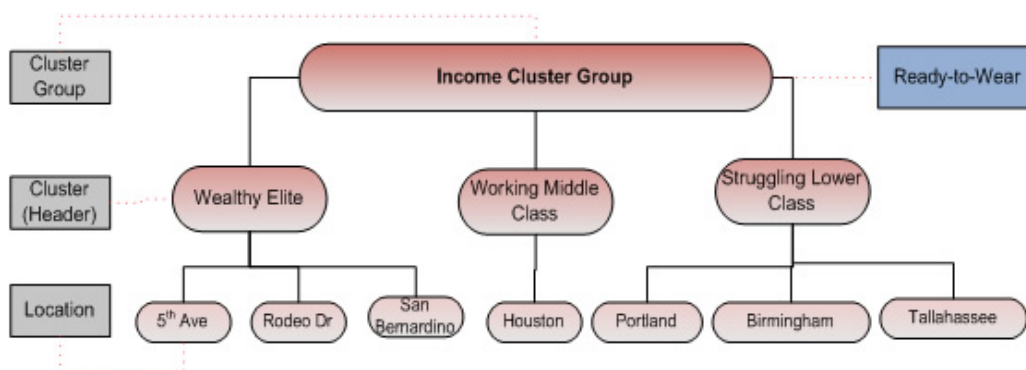 Cluster
Group
Income Cluster Group
Ready-to-Wear
Cluster
(Header)
Wealthy Elite
Working Middle
Class
Struggling Lower
Class
Location
5th Ave
Rodeo Dr
San
Bernardino
Houston
Portland
Birmingham
Tallahassee